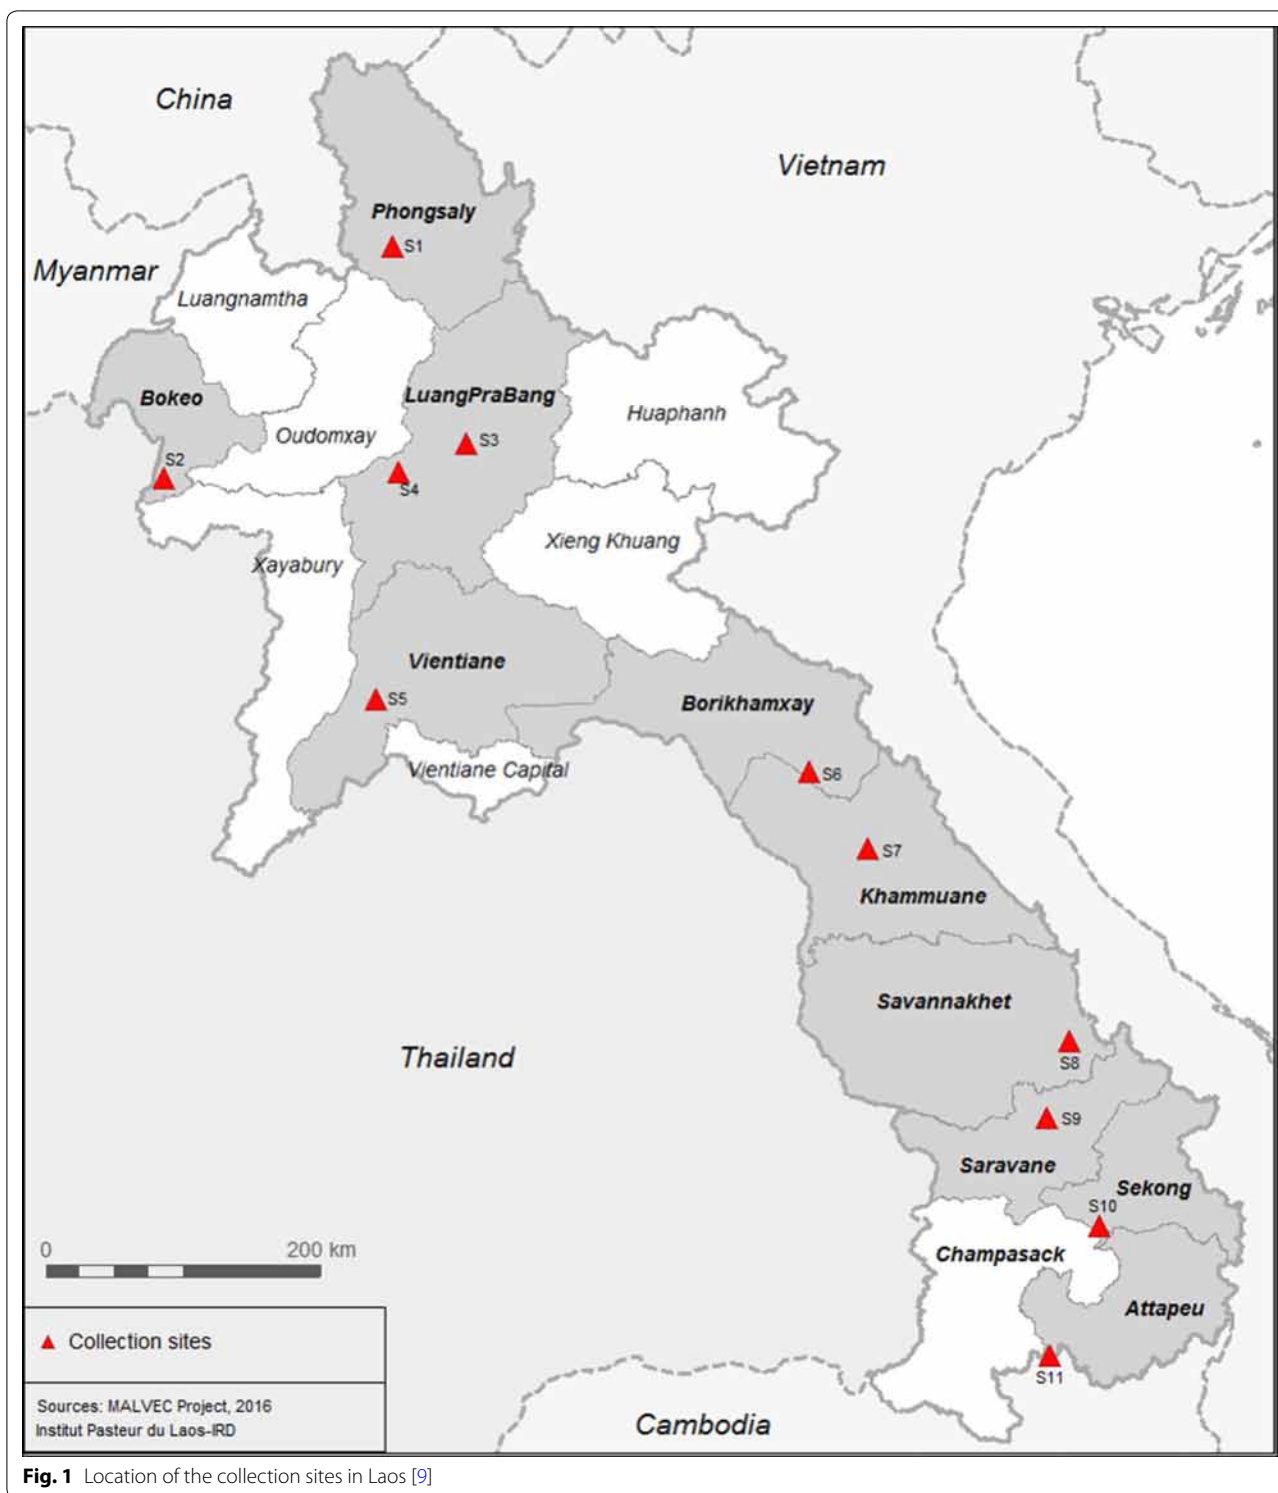 China
Vietnam
Phongsaly
S1
Myanmar
Luangnamtha
Bokeo
LuangPraBang
Huaphanh
Oudomxay
S3
S2
S4
Xieng Khuang
Xayabury
Vientiane
S5
Borikhamxay
Vientiane Capital
S6
S7
Khammuane
Savannakhet
Thailand
S8
S9
Saravane
Sekong
S10
0 200 km
Champasack
Attapeu
Collection sites
S11
Sources: MALVEC Project, 2016
Institut Pasteur du Laos-IRD
Cambodia
Fig. 1 Location of the collection sites in Laos [9]